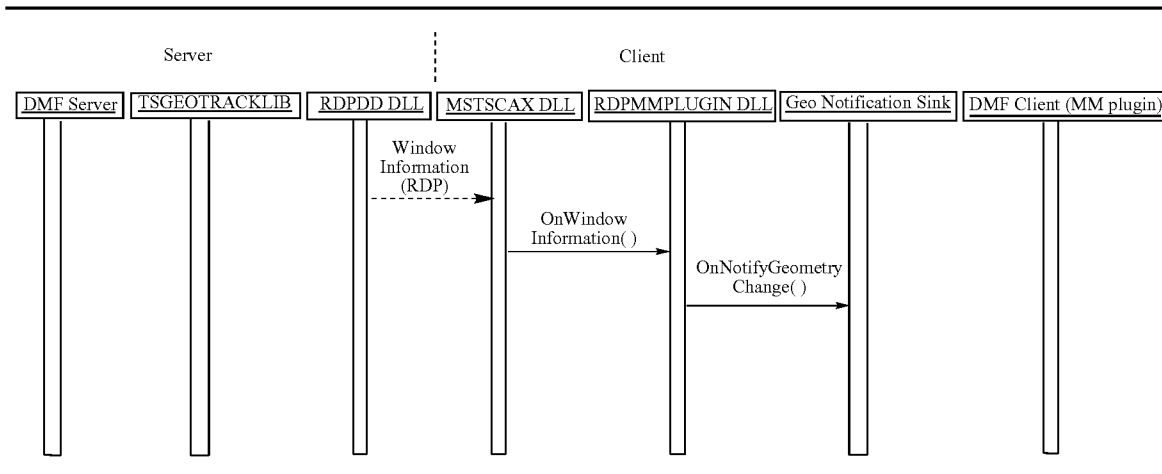 Server
Client
DMF Server
TSGEOTRACKLIB
RDPDD DLL
MSTSCAX DLL
RDPMMPLUGIN DLL
Geo Notification Sink
DMF Client (MM plugin)
Window
Information
(RDP)
OnWindow
Information( )
OnNotifyGeometry
Change( )